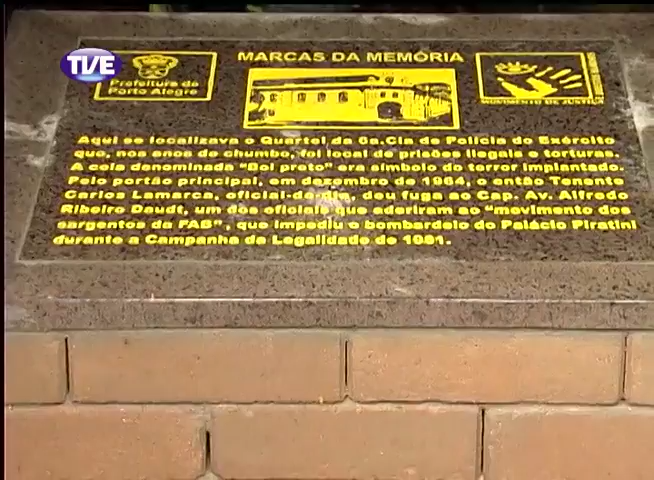 TVE
Prefeitura de
Porto Alegre
MARCAS DA MEMÓRIA
MOVIMENTO DE JUSTIÇA
Aqui se localizava o Quartel da 6a.Cia de Polícia do Exército
que, nos anos de chumbo, foi local de prisões ilegais e torturas.
A cela denominada "Boi preto" era símbolo do terror implantado.
Pelo portão principal, em dezembro de 1964, o então Tenente
Carlos Lamarca, oficial-de-dia, deu fuga ao Cap. Av. Alfredo
Ribeiro Daudt, um dos oficiais que aderiram ao "movimento dos
sargentos da FAB", que impediu o bombardeio do Palácio Piratini
durante a Campanha da Legalidade de 1961.